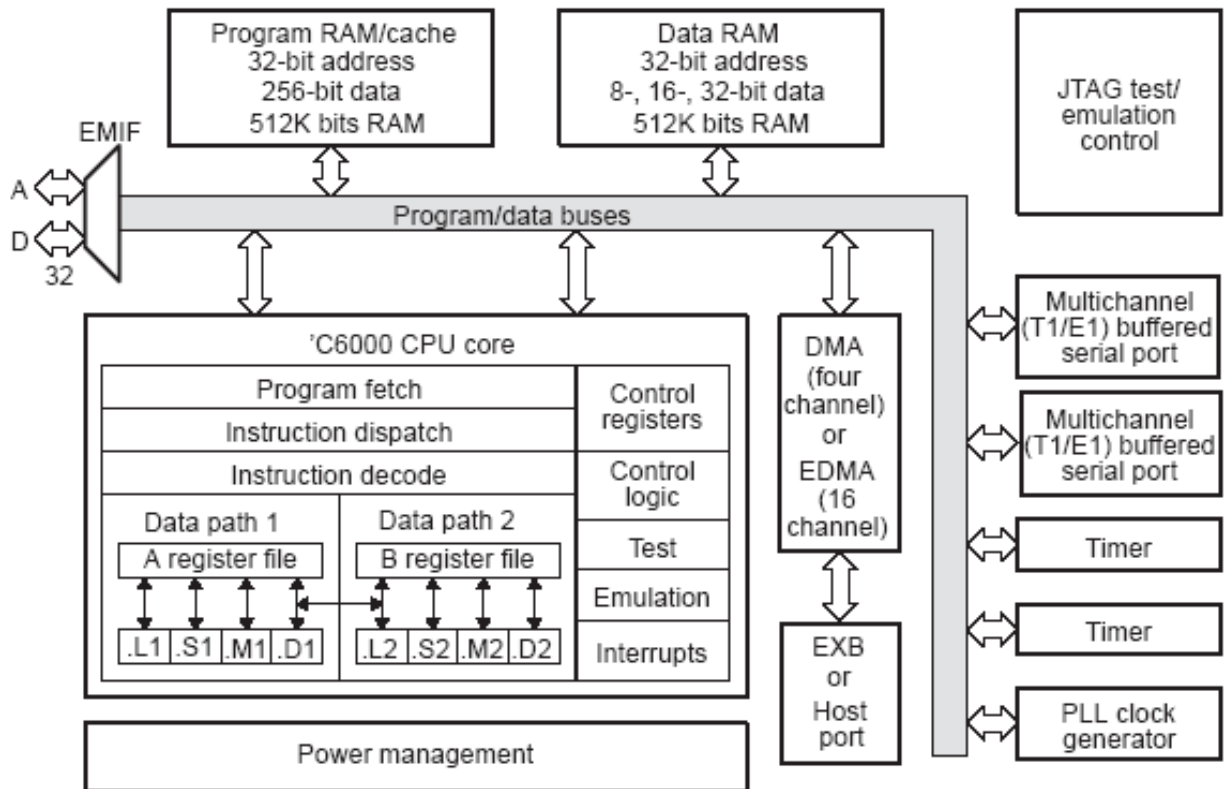 Program RAM/cache
32-bit address
256-bit data
512K bits RAM
Data RAM
32-bit address
8-, 16-, 32-bit data
512K bits RAM
JTAG test/
emulation
control
EMIF
A
D
32
Program/data buses
'C6000 CPU core
Program fetch
Instruction dispatch
Instruction decode
Data path 1
A register file
.L1 .S1 .M1 .D1
Data path 2
B register file
.L2 .S2 .M2 .D2
Control
registers
Control
logic
Test
Emulation
Interrupts
DMA
(four
channel)
or
EDMA
(16
channel)
EXB
or
Host
port
Multichannel
(T1/E1) buffered
serial port
Multichannel
(T1/E1) buffered
serial port
Timer
Timer
PLL clock
generator
Power management